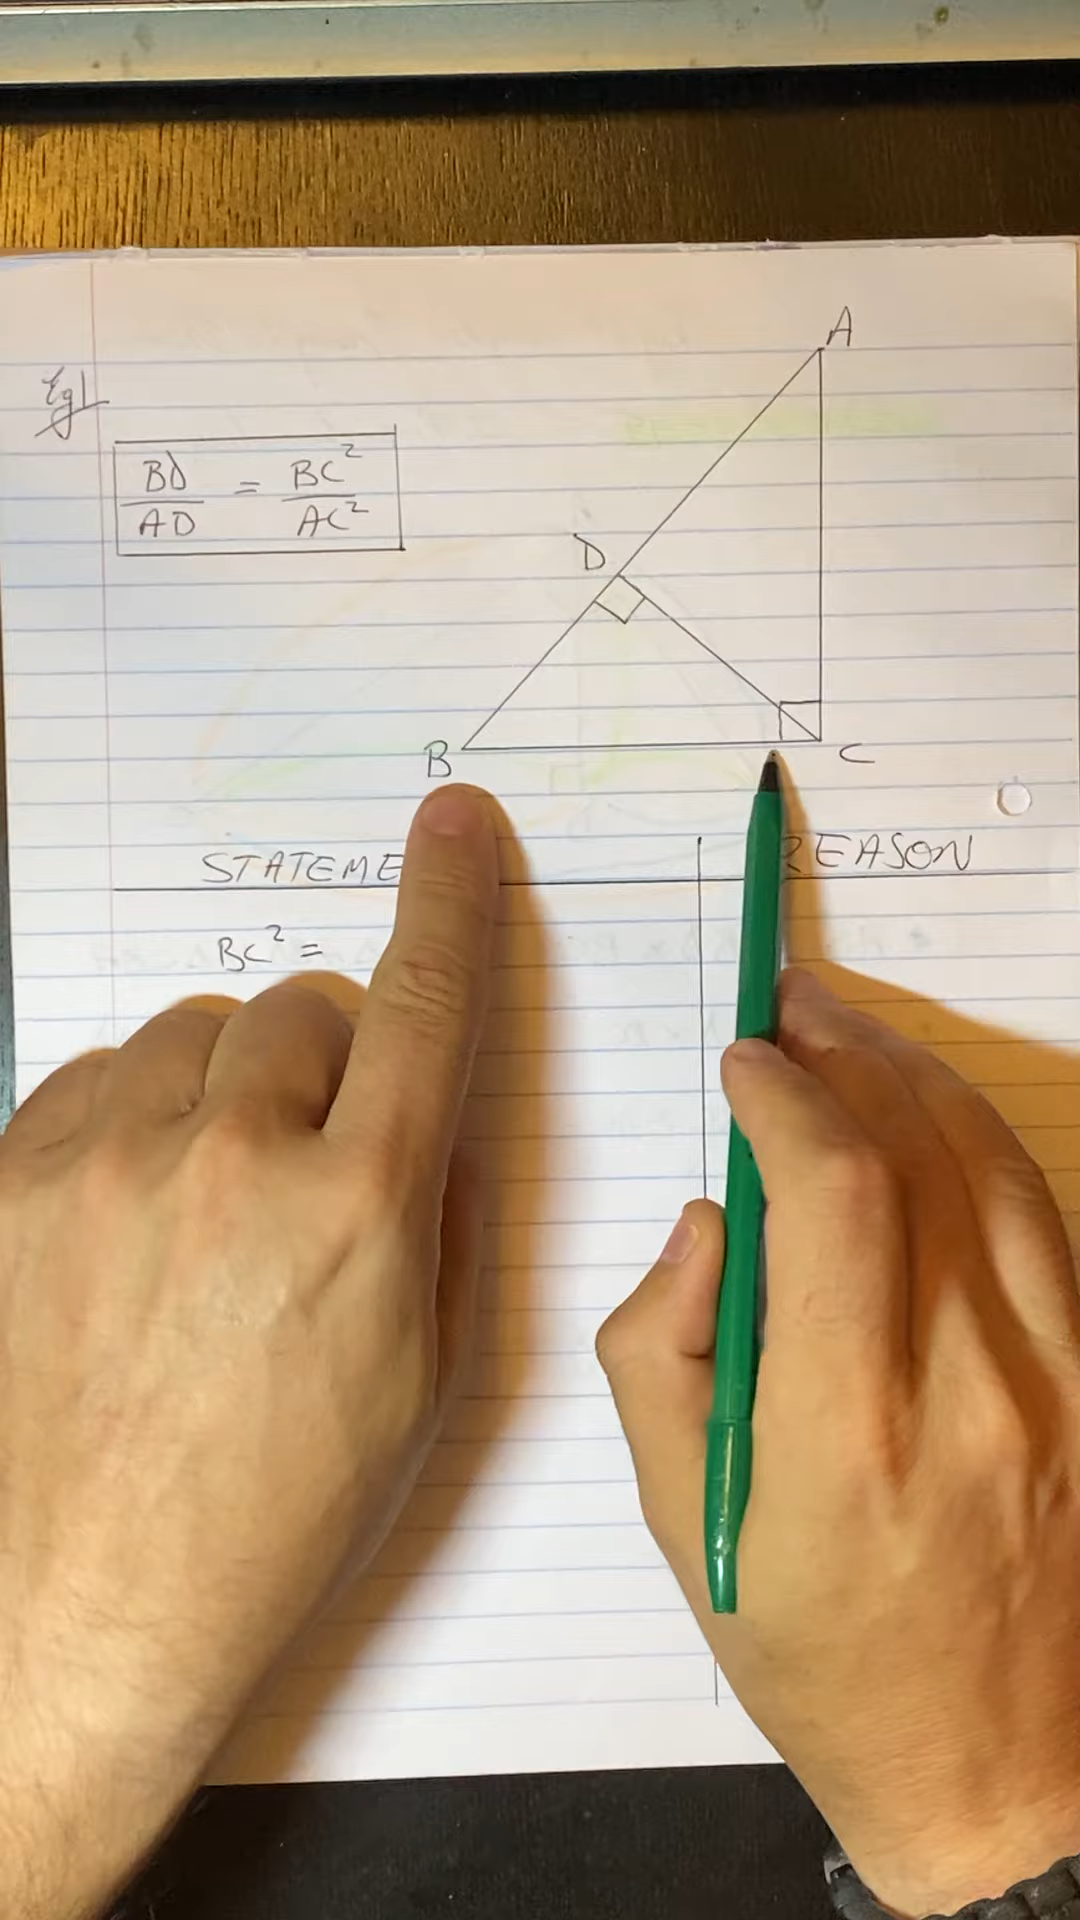 A
Eg1
BD = BC²
AD AC²
D
B C
STATEME REASON
BC² =